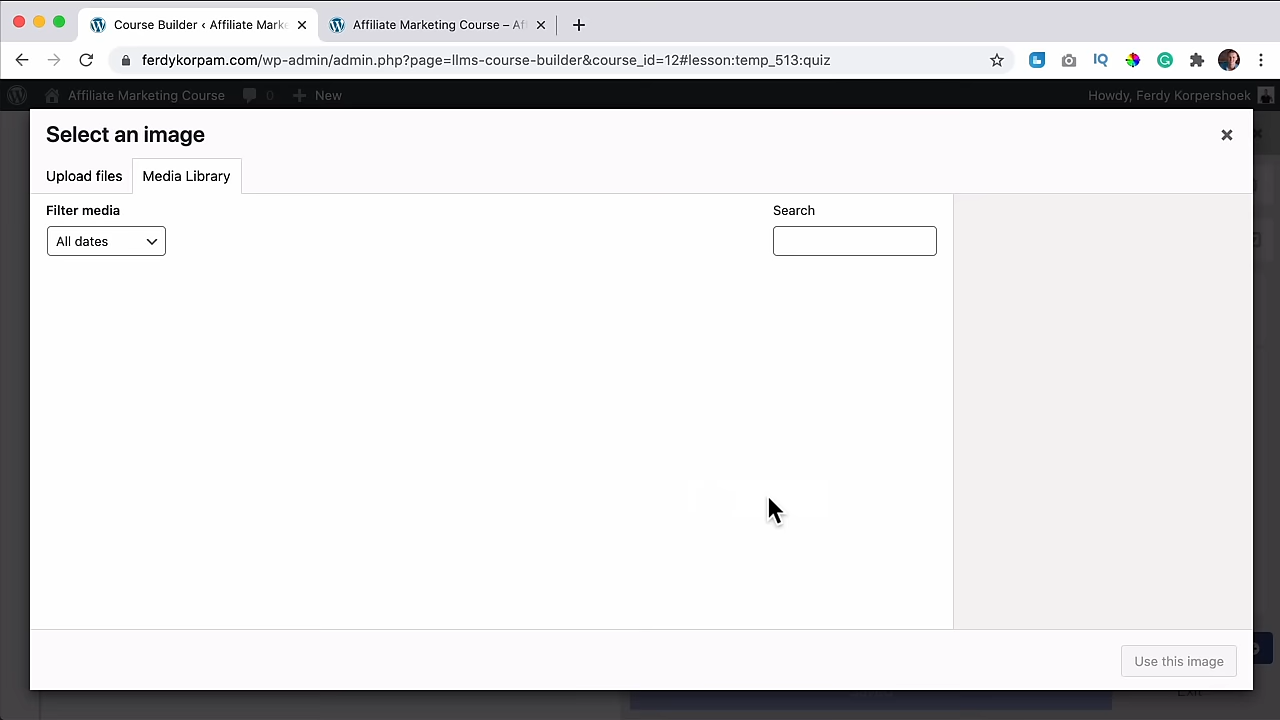 Course Builder ‹ Affiliate Mark
Affiliate Marketing Course – Af
ferdykorpam.com/wp-admin/admin.php?page=llms-course-builder&course_id=12#lesson:temp_513:quiz
Affiliate Marketing Course
0
New
Howdy, Ferdy Korpershoek
Select an image
Upload files
Media Library
Filter media
Search
All dates
Use this image
Exit